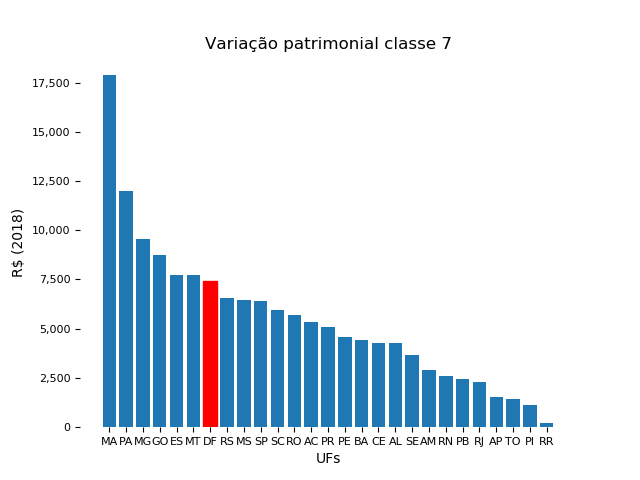 Variação patrimonial classe 7
17,500
15,000
12,500
10,000
7,500
5,000
2,500
0
R$ (2018)
MA PA MG GO ES MT DF RS MS SP SC RO AC PR PE BA CE AL SE AM RN PB RJ AP TO PI RR
UFs